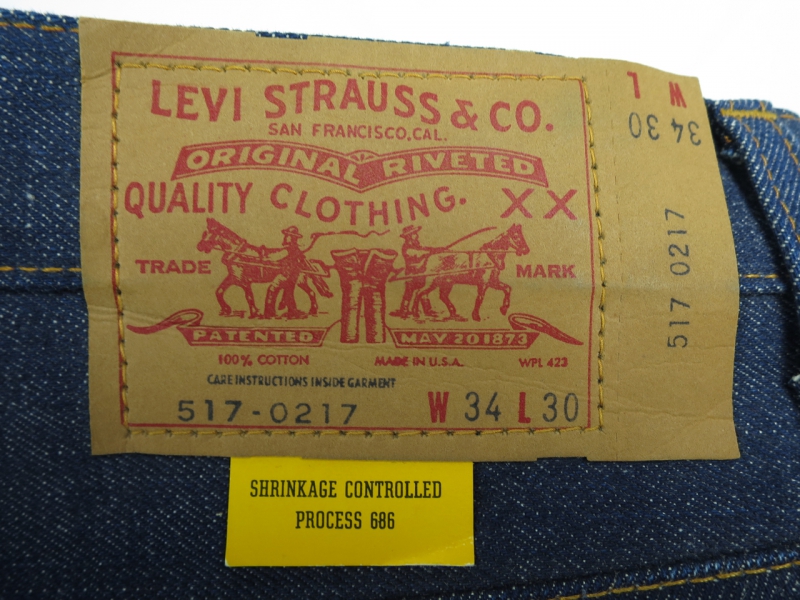 LEVI STRAUSS & CO.
SAN FRANCISCO, CAL.
ORIGINAL RIVETED
QUALITY CLOTHING. XX
TRADE MARK
PATENTED MAY 20 1873
100% COTTON MADE IN U.S.A. WPL 423
CARE INSTRUCTIONS INSIDE GARMENT
517-0217 W 34 L 30
W L
34 30
517 0217
SHRINKAGE CONTROLLED
PROCESS 686